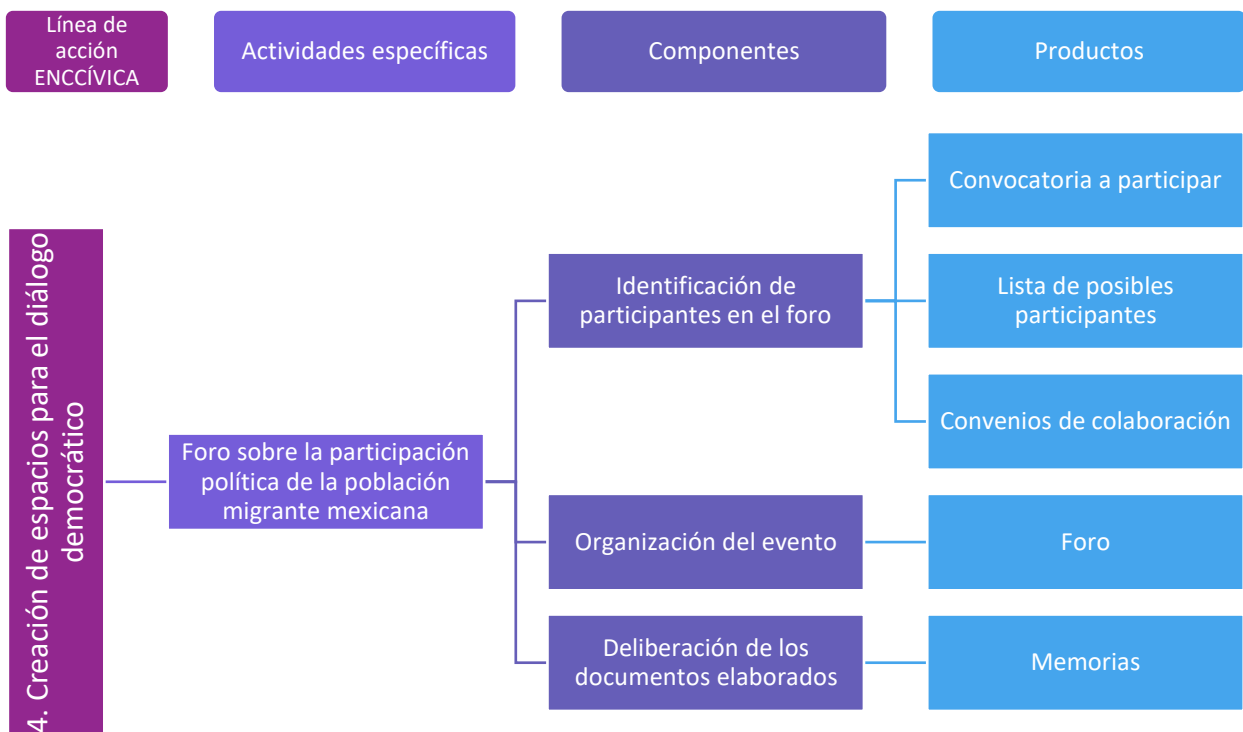 Línea de
acción
ENCCÍVICA
Actividades específicas
Componentes
Productos
4. Creación de espacios para el diálogo
democrático
Foro sobre la participación
política de la población
migrante mexicana
Identificación de
participantes en el foro
Convocatoria a participar
Lista de posibles
participantes
Convenios de colaboración
Organización del evento
Foro
Deliberación de los
documentos elaborados
Memorias